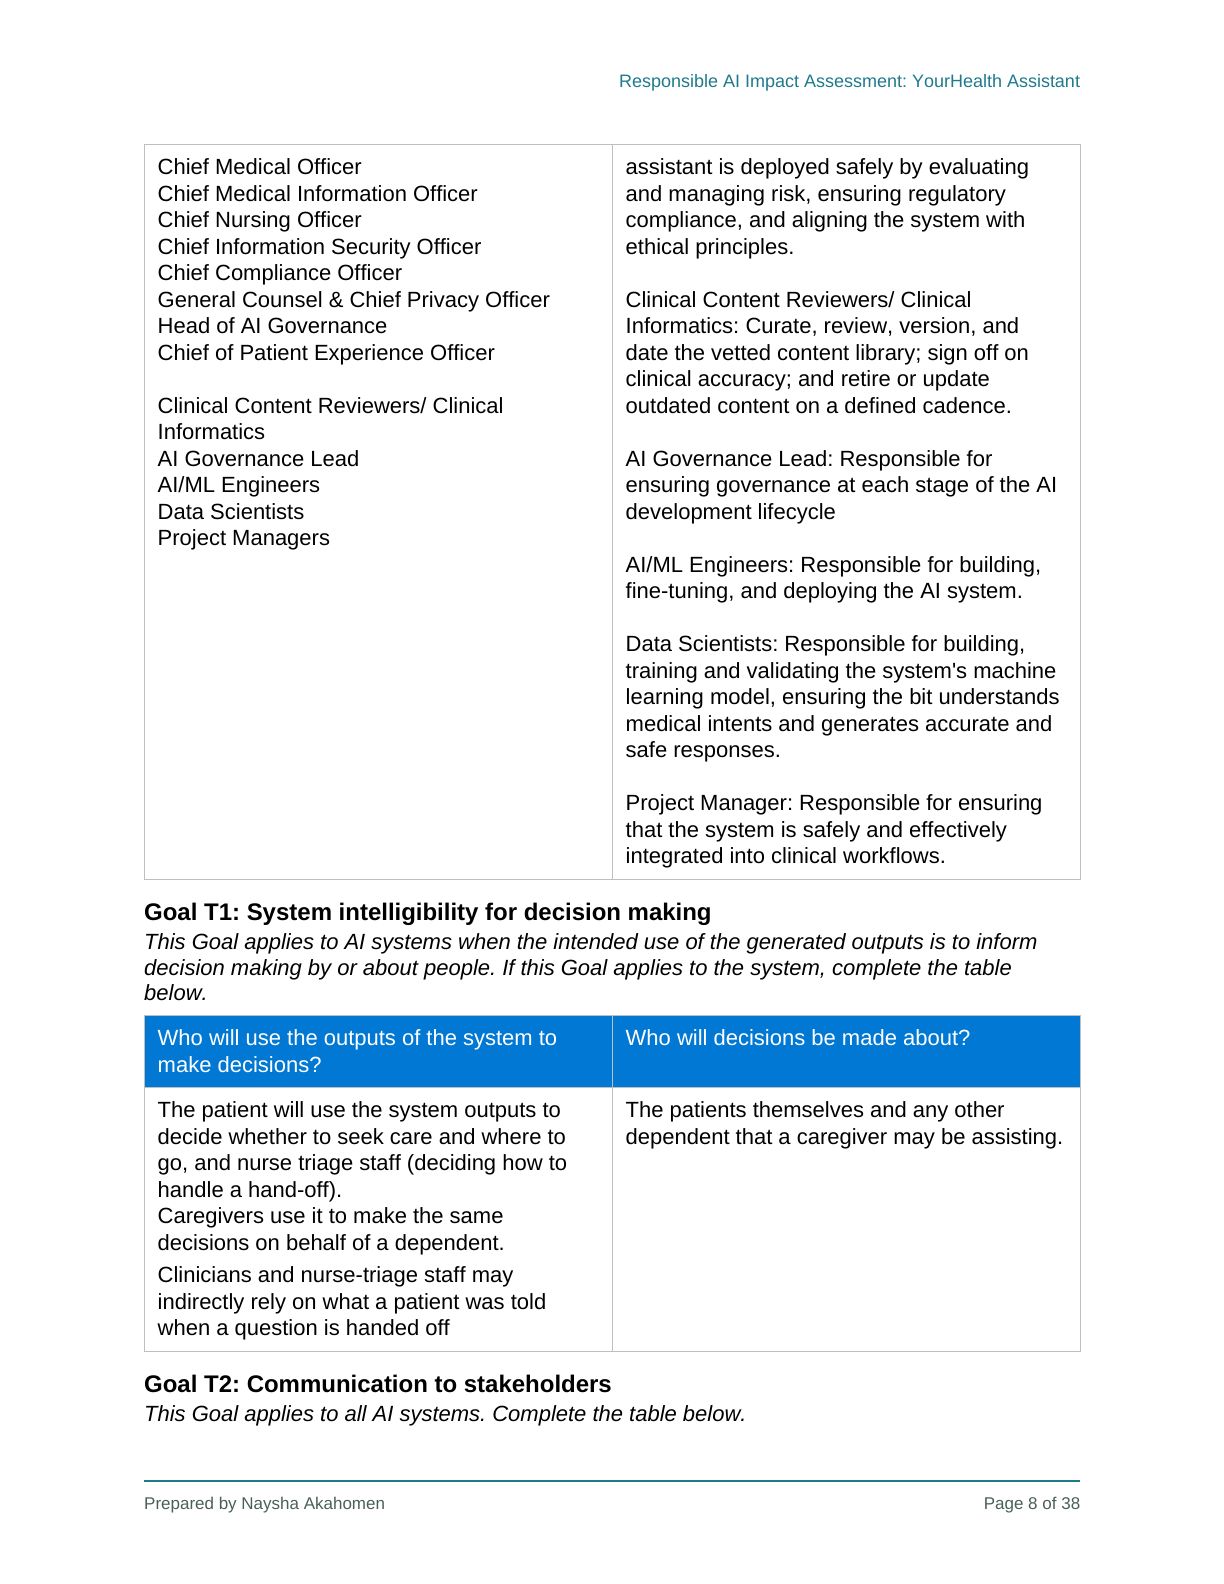 Responsible AI Impact Assessment: YourHealth Assistant
Chief Medical Officer
Chief Medical Information Officer
Chief Nursing Officer
Chief Information Security Officer
Chief Compliance Officer
General Counsel & Chief Privacy Officer
Head of AI Governance
Chief of Patient Experience Officer
Clinical Content Reviewers/ Clinical
Informatics
AI Governance Lead
AI/ML Engineers
Data Scientists
Project Managers
assistant is deployed safely by evaluating
and managing risk, ensuring regulatory
compliance, and aligning the system with
ethical principles.
Clinical Content Reviewers/ Clinical
Informatics: Curate, review, version, and
date the vetted content library; sign off on
clinical accuracy; and retire or update
outdated content on a defined cadence.
AI Governance Lead: Responsible for
ensuring governance at each stage of the AI
development lifecycle
AI/ML Engineers: Responsible for building,
fine-tuning, and deploying the AI system.
Data Scientists: Responsible for building,
training and validating the system's machine
learning model, ensuring the bit understands
medical intents and generates accurate and
safe responses.
Project Manager: Responsible for ensuring
that the system is safely and effectively
integrated into clinical workflows.
Goal T1: System intelligibility for decision making
This Goal applies to AI systems when the intended use of the generated outputs is to inform
decision making by or about people. If this Goal applies to the system, complete the table
below.
Who will use the outputs of the system to
make decisions?
Who will decisions be made about?
The patient will use the system outputs to
decide whether to seek care and where to
go, and nurse triage staff (deciding how to
handle a hand-off).
Caregivers use it to make the same
decisions on behalf of a dependent.
Clinicians and nurse-triage staff may
indirectly rely on what a patient was told
when a question is handed off
The patients themselves and any other
dependent that a caregiver may be assisting.
Goal T2: Communication to stakeholders
This Goal applies to all AI systems. Complete the table below.
Prepared by Naysha Akahomen
Page 8 of 38